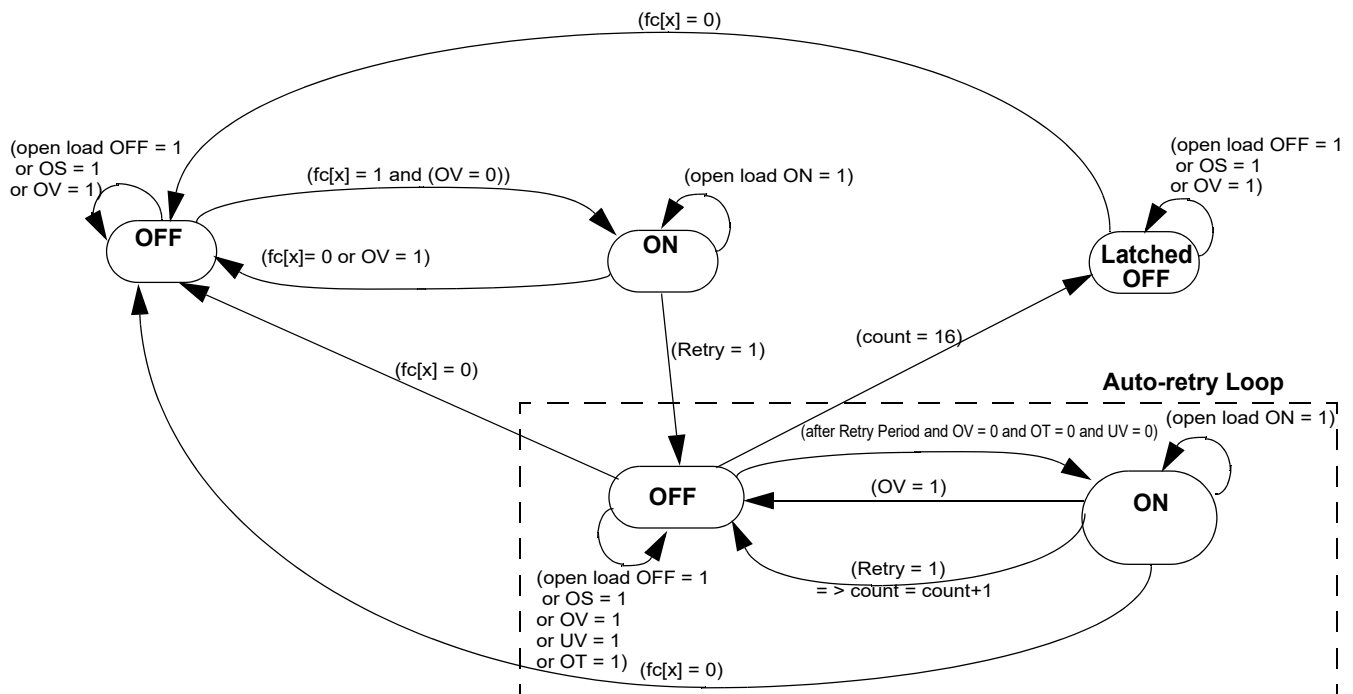 (fc[x] = 0)
(open load OFF = 1
or OS = 1
or OV = 1)
(fc[x] = 1 and (OV = 0))
(open load ON = 1)
(open load OFF = 1
or OS = 1
or OV = 1)
OFF
ON
(fc[x]= 0 or OV = 1)
Latched
OFF
(Retry = 1)
(count = 16)
(fc[x] = 0)
Auto-retry Loop
(open load ON = 1)
(after Retry Period and OV = 0 and OT = 0 and UV = 0)
OFF
(OV = 1)
ON
(Retry = 1)
= > count = count+1
(open load OFF = 1
or OS = 1
or OV = 1
or UV = 1
or OT = 1)
(fc[x] = 0)